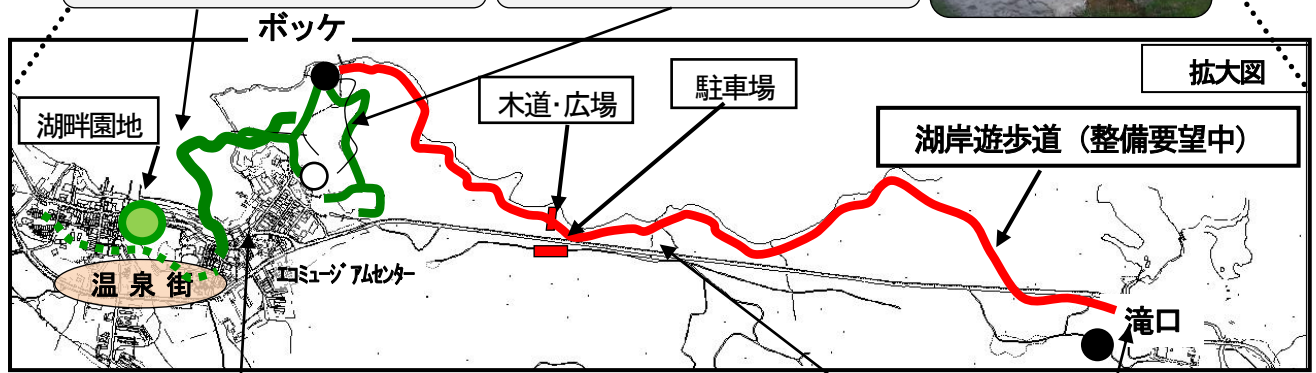 ボッケ
拡大図
駐車場
木道・広場
湖畔園地
湖岸遊歩道（整備要望中）
エコミュージアムセンター
温泉街
滝口